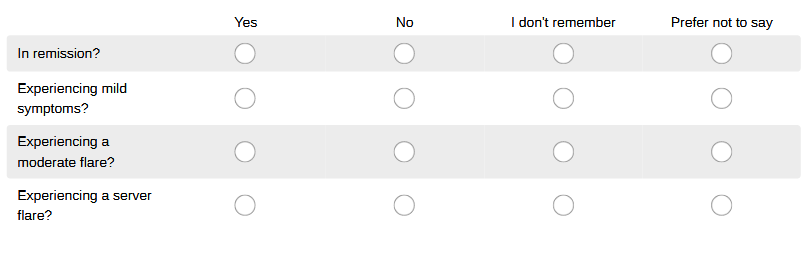 Yes No I don't remember Prefer not to say
In remission?
Experiencing mild
symptoms?
Experiencing a
moderate flare?
Experiencing a server
flare?